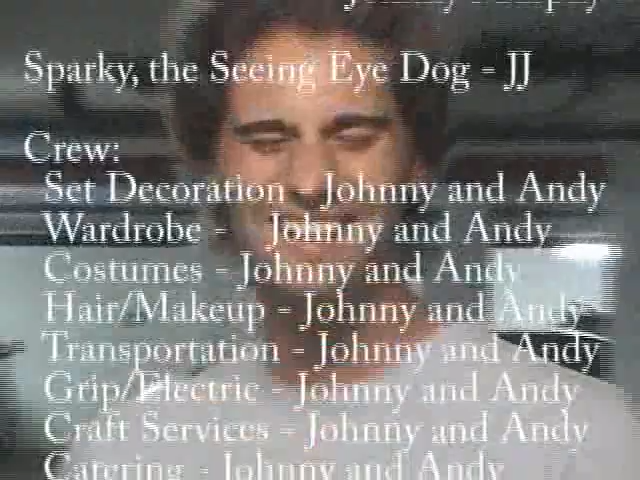 Sparky, the Seeing Eye Dog - JJ
Crew:
Set Decoration - Johnny and Andy
Wardrobe - Johnny and Andy
Costumes - Johnny and Andy
Hair/Makeup - Johnny and Andy
Transportation - Johnny and Andy
Grip/Electric - Johnny and Andy
Craft Services - Johnny and Andy
Catering - Johnny and Andy